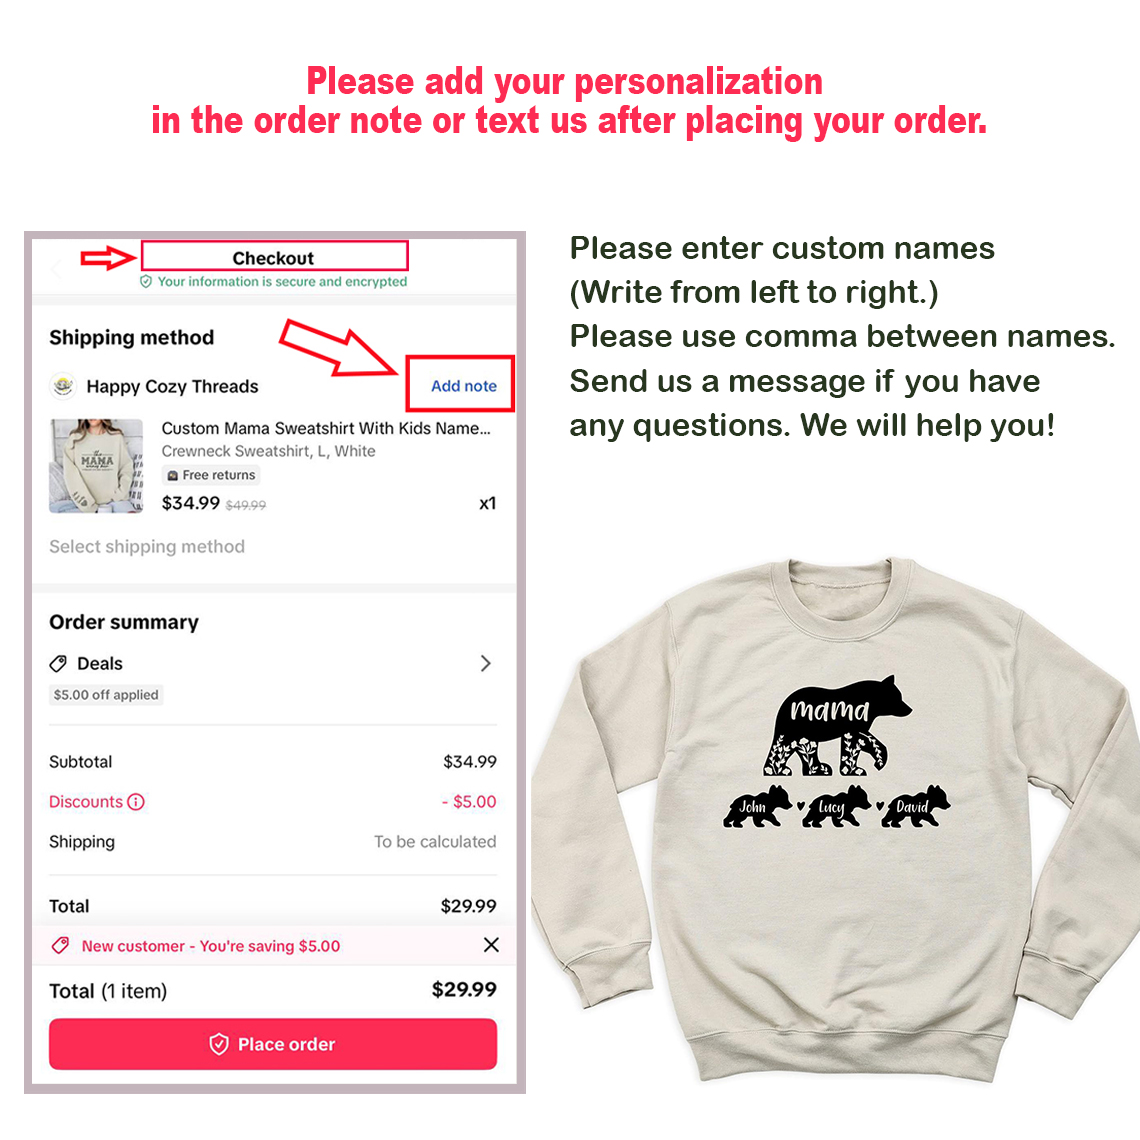 Please add your personalization
in the order note or text us after placing your order.
Checkout
Your information is secure and encrypted
Shipping method
Happy Cozy Threads
Add note
Custom Mama Sweatshirt With Kids Name...
Crewneck Sweatshirt, L, White
Free returns
$34.99 $49.99
x1
MAMA
Select shipping method
Order summary
Deals
$5.00 off applied
Subtotal
$34.99
Discounts
- $5.00
Shipping
To be calculated
Total
$29.99
New customer - You're saving $5.00
Total (1 item)
$29.99
Place order
Please enter custom names
(Write from left to right.)
Please use comma between names.
Send us a message if you have
any questions. We will help you!
mama
John
Lucy
David